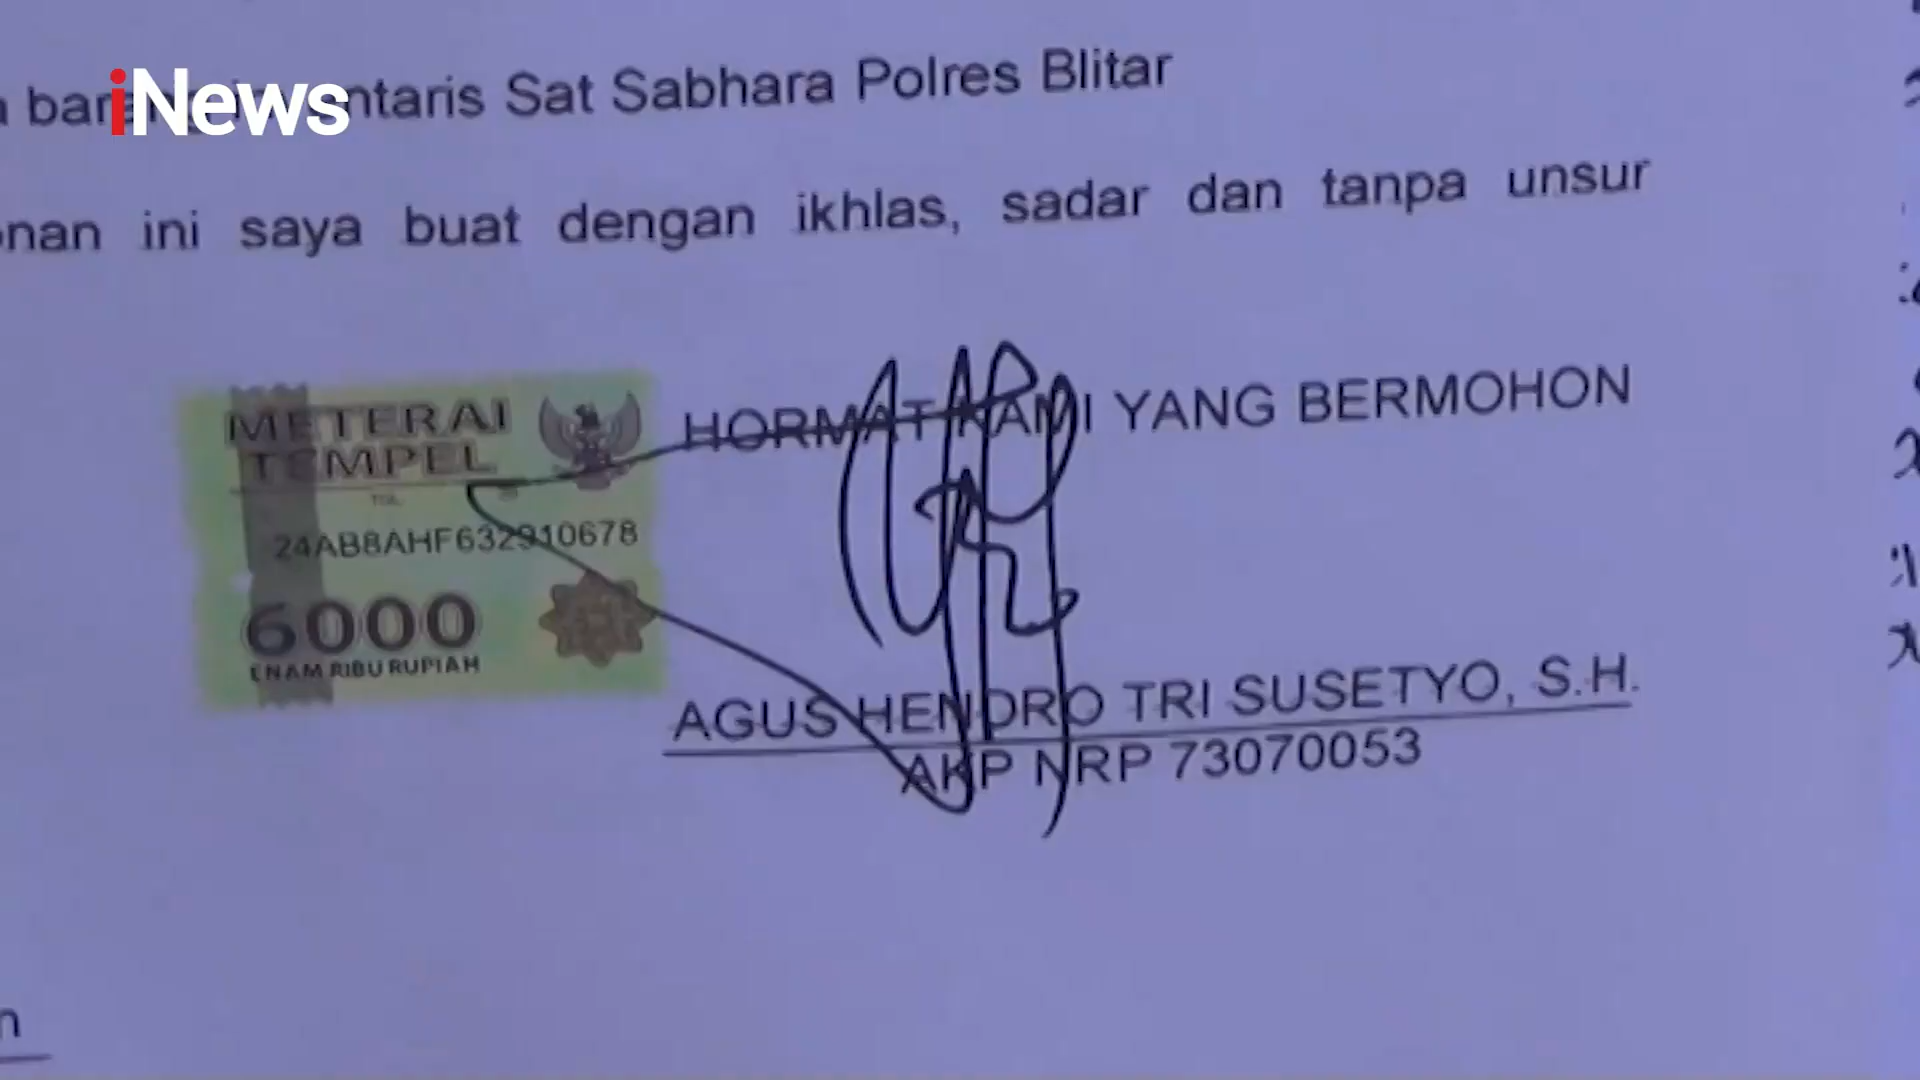 iNews
ntaris Sat Sabhara Polres Blitar
ini saya buat dengan ikhlas, sadar dan tanpa unsur
METERAI
TEMPEL
TGL
24AB8AHF632910678
6000
ENAM RIBU RUPIAH
HORMAT KAMI YANG BERMOHON
AGUS HENDRO TRI SUSETYO, S.H.
AKP NRP 73070053